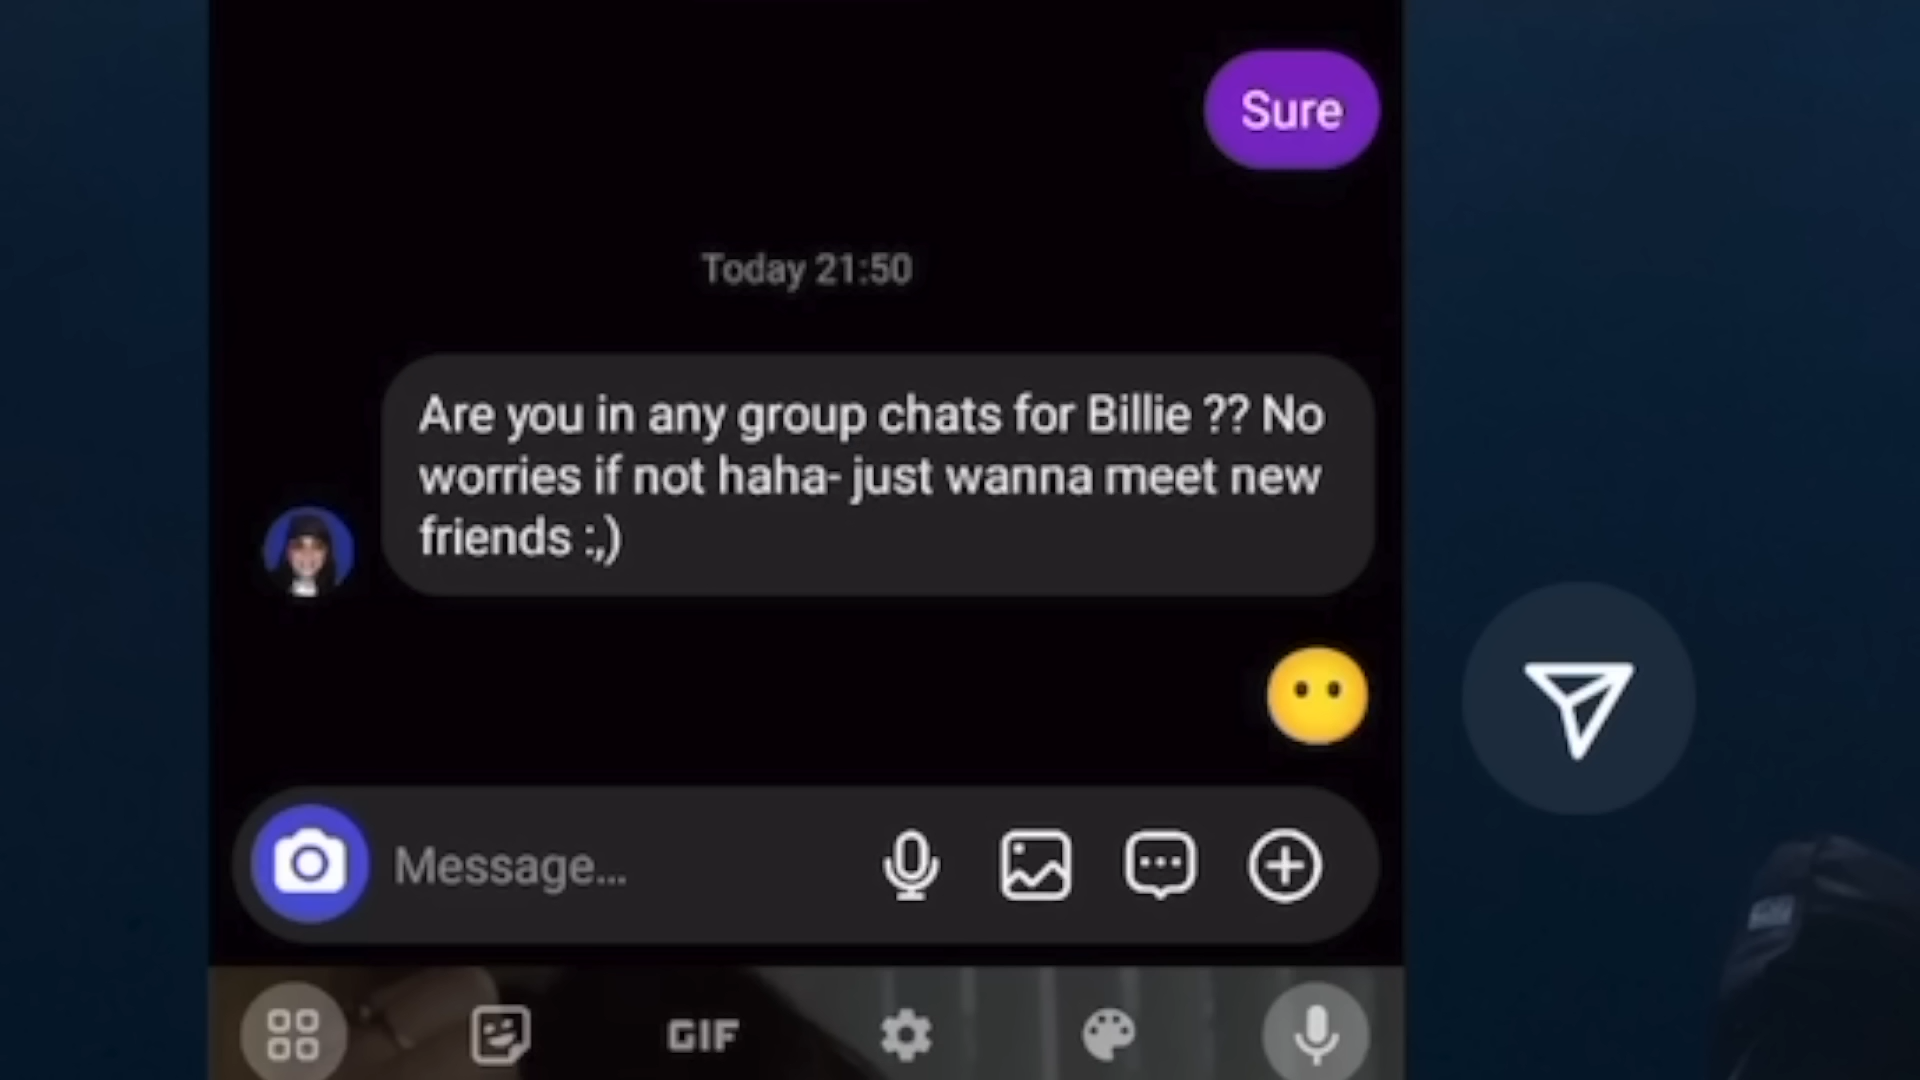 Sure
Today 21:50
Are you in any group chats for Billie ?? No
worries if not haha- just wanna meet new
friends :,)
Message...
GIF